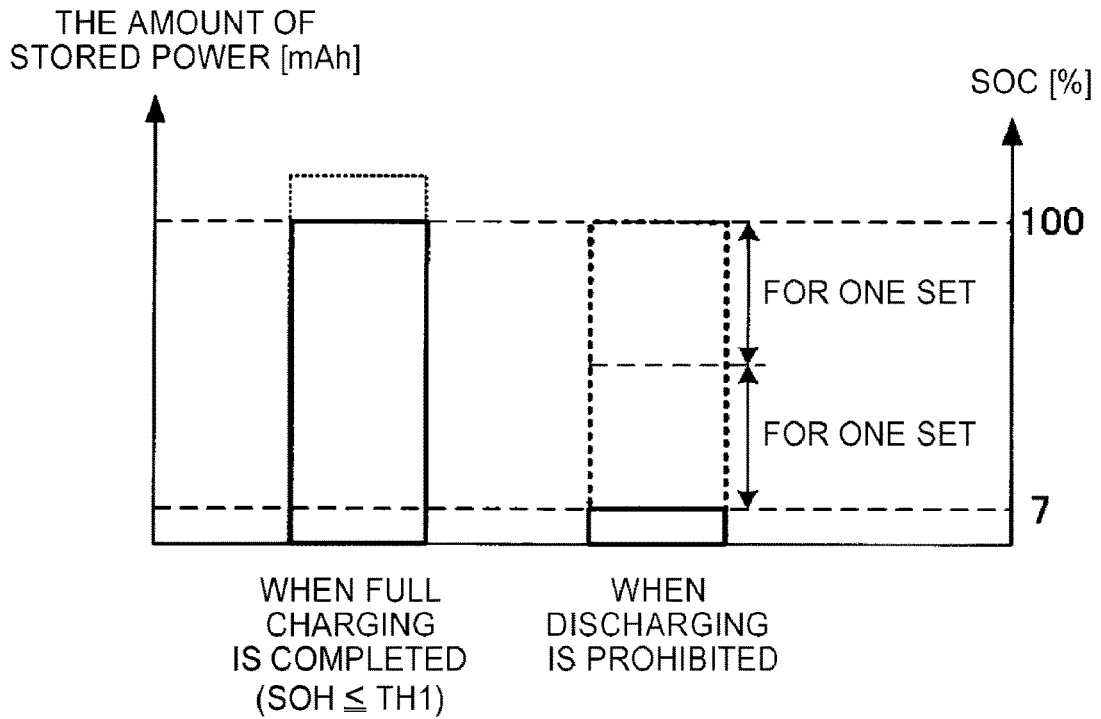 THE AMOUNT OF
STORED POWER [mAh]
SOC [%]
100
FOR ONE SET
FOR ONE SET
7
WHEN FULL
CHARGING
IS COMPLETED
(SOH ≦ TH1)
WHEN
DISCHARGING
IS PROHIBITED